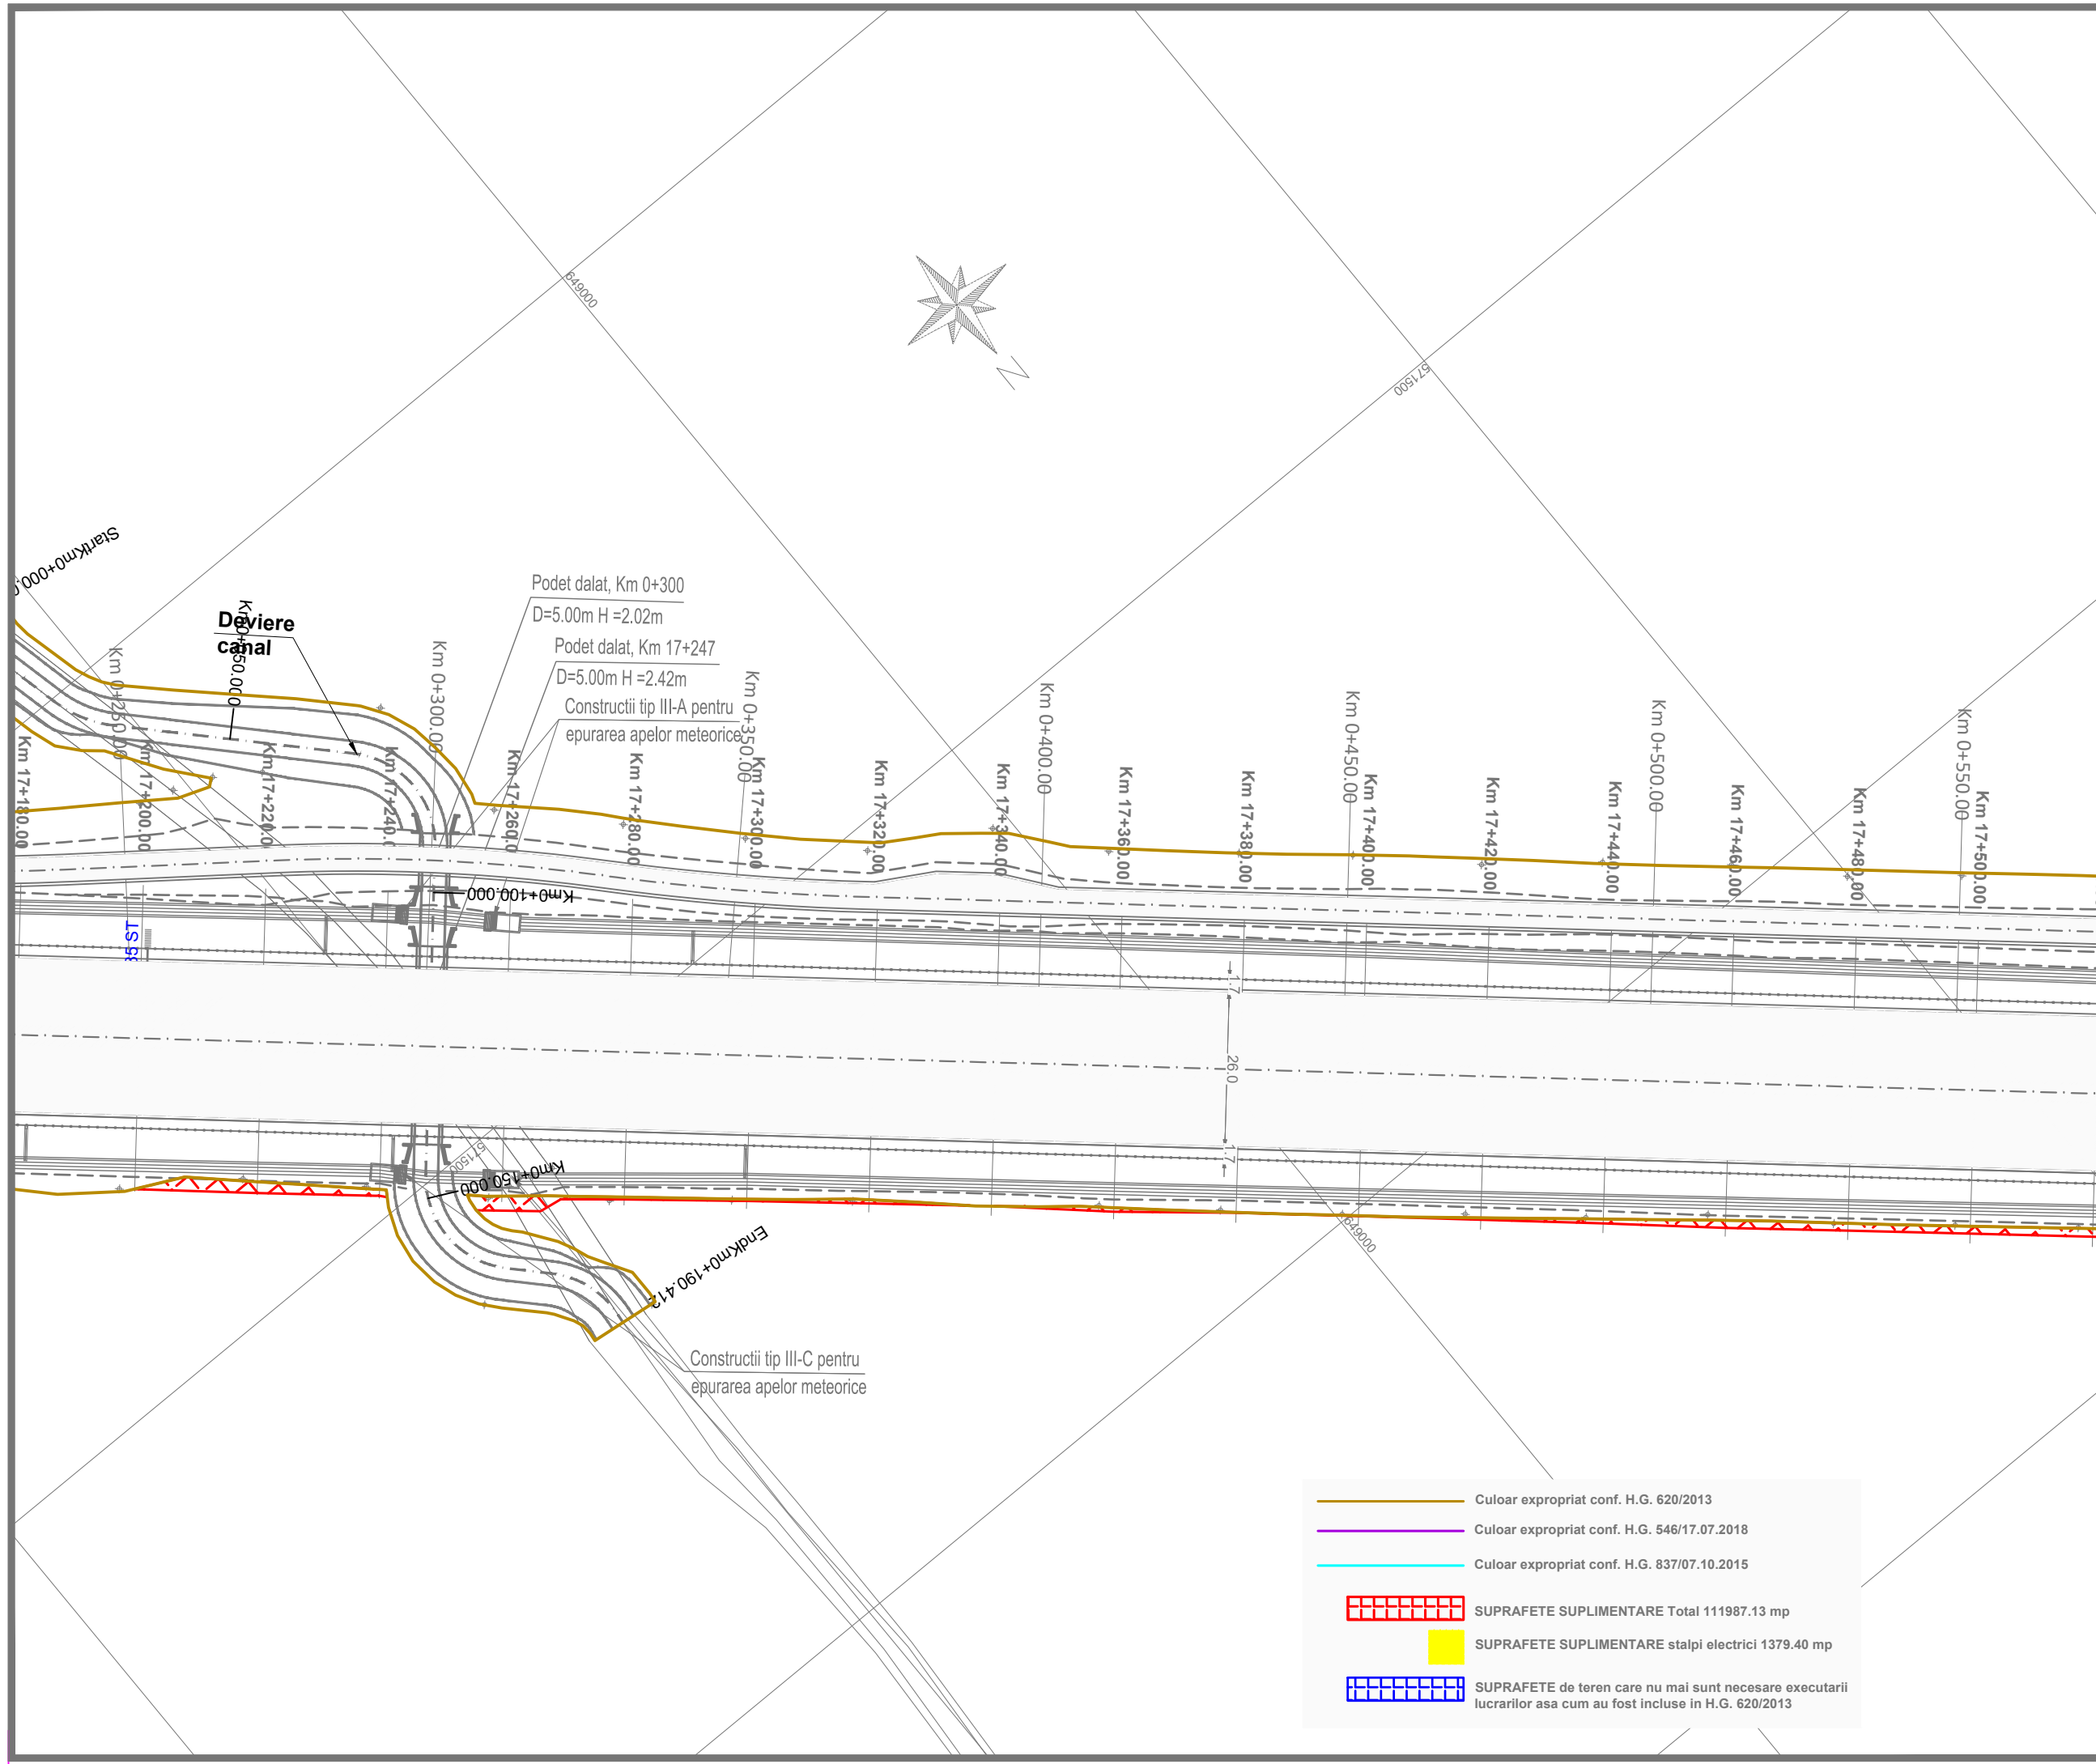 649000
571500
N
Deviere
canal
Podet dalat, Km 0+300
D=5.00m H =2.02m
Podet dalat, Km 17+247
D=5.00m H =2.42m
Constructii tip III-A pentru
epurarea apelor meteorice
Km 0+250.00
Km 0+300.00
Km 0+350.00
Km 0+400.00
Km 0+450.00
Km 0+500.00
Km 0+550.00
Km 17+180.00
Km 17+200.00
Km 17+220.0
Km 17+240.0
Km 17+260.0
Km 17+280.00
Km 17+300.00
Km 17+320.00
Km 17+340.00
Km 17+360.00
Km 17+380.00
Km 17+400.00
Km 17+420.00
Km 17+440.00
Km 17+460.00
Km 17+480.00
Km 17+500.00
Km0+100.000
ST
1.7
26.0
1.7
571500
Km0+150.000
EndKm0+190.412
649000
Constructii tip III-C pentru
epurarea apelor meteorice
Culoar expropriat conf. H.G. 620/2013
Culoar expropriat conf. H.G. 546/17.07.2018
Culoar expropriat conf. H.G. 837/07.10.2015
SUPRAFETE SUPLIMENTARE Total 111987.13 mp
SUPRAFETE SUPLIMENTARE stalpi electrici 1379.40 mp
SUPRAFETE de teren care nu mai sunt necesare executarii
lucrarilor asa cum au fost incluse in H.G. 620/2013